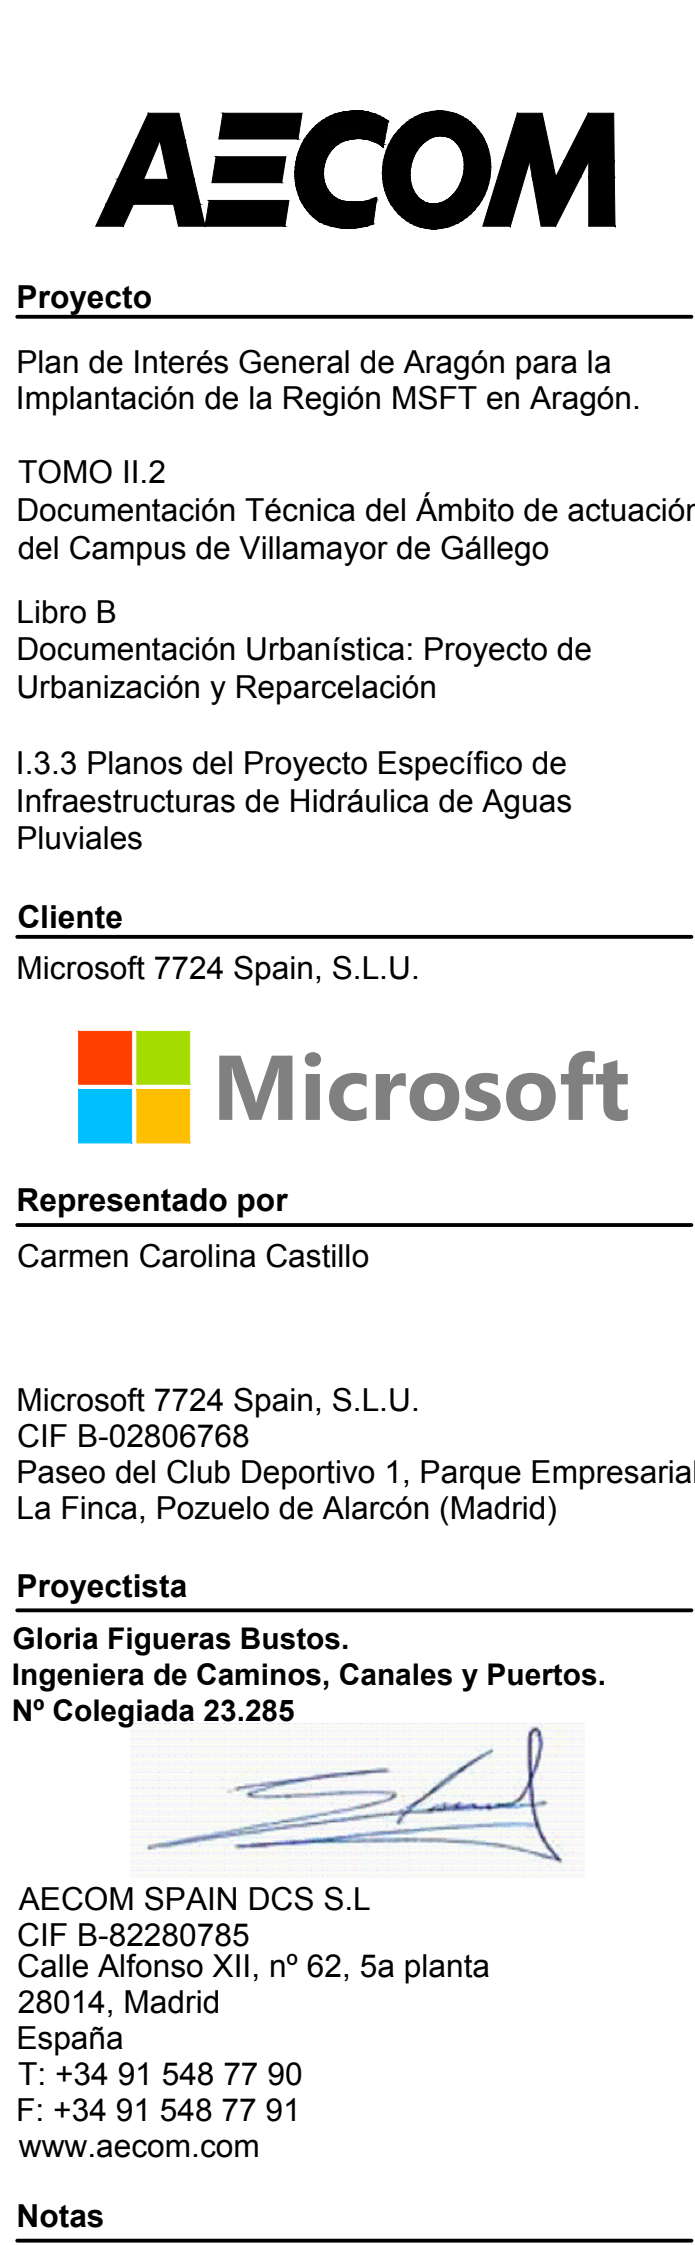 AECOM
Proyecto
Plan de Interés General de Aragón para la
Implantación de la Región MSFT en Aragón.
TOMO II.2
Documentación Técnica del Ámbito de actuación
del Campus de Villamayor de Gállego
Libro B
Documentación Urbanística: Proyecto de
Urbanización y Reparcelación
I.3.3 Planos del Proyecto Específico de
Infraestructuras de Hidráulica de Aguas
Pluviales
Cliente
Microsoft 7724 Spain, S.L.U.
Microsoft
Representado por
Carmen Carolina Castillo
Microsoft 7724 Spain, S.L.U.
CIF B-02806768
Paseo del Club Deportivo 1, Parque Empresarial
La Finca, Pozuelo de Alarcón (Madrid)
Proyectista
Gloria Figueras Bustos.
Ingeniera de Caminos, Canales y Puertos.
Nº Colegiada 23.285
AECOM SPAIN DCS S.L
CIF B-82280785
Calle Alfonso XII, nº 62, 5a planta
28014, Madrid
España
T: +34 91 548 77 90
F: +34 91 548 77 91
www.aecom.com
Notas